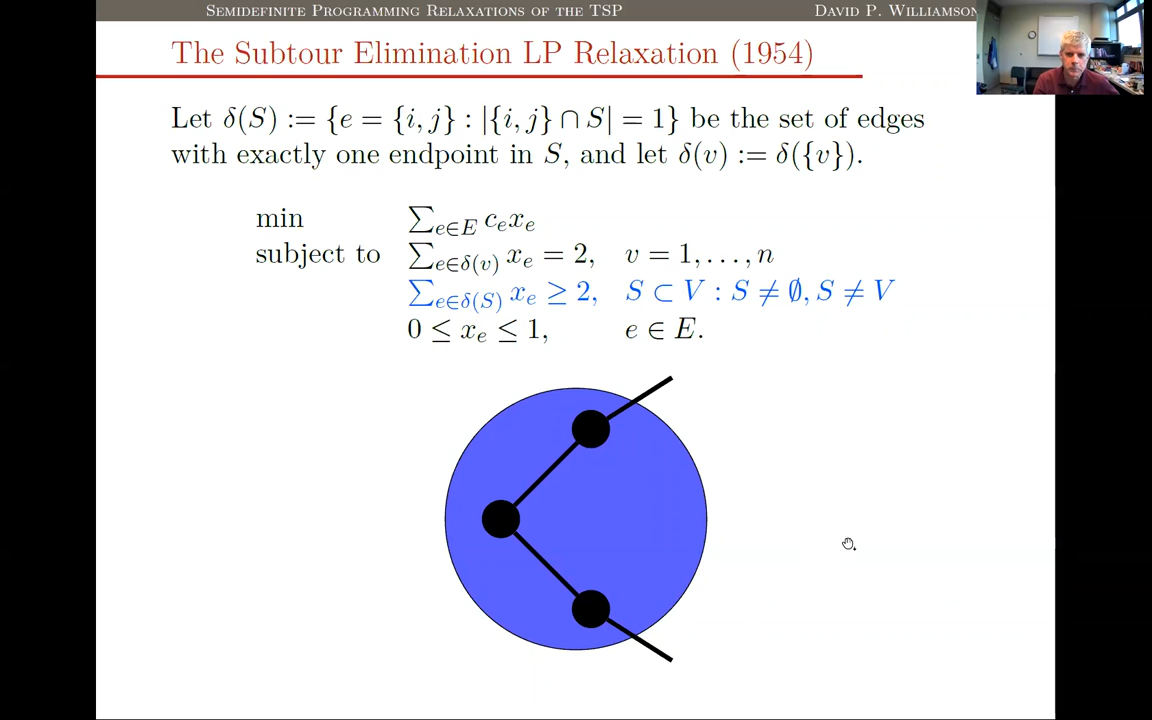 Semidefinite Programming Relaxations of the TSP
David P. Williamson
The Subtour Elimination LP Relaxation (1954)
Let δ(S) := {e = {i, j} : |{i, j} ∩ S| = 1} be the set of edges
with exactly one endpoint in S, and let δ(v) := δ({v}).
min ∑_{e∈E} c_e x_e
subject to ∑_{e∈δ(v)} x_e = 2, v = 1, . . . , n
∑_{e∈δ(S)} x_e ≥ 2, S ⊂ V : S ≠ ∅, S ≠ V
0 ≤ x_e ≤ 1, e ∈ E.